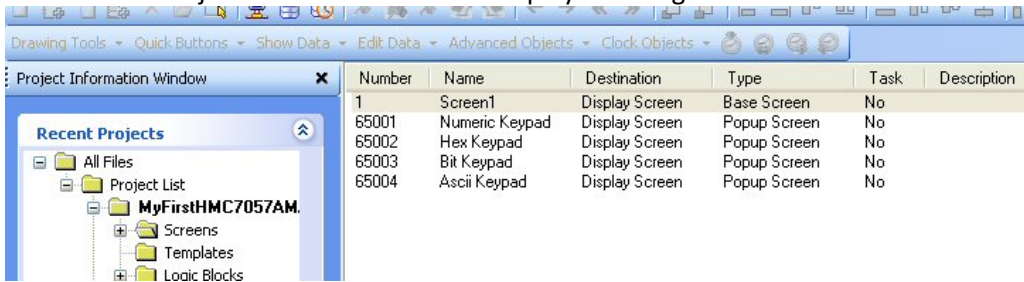 Drawing Tools Quick Buttons Show Data Edit Data Advanced Objects Clock Objects
Project Information Window
Recent Projects
All Files
Project List
MyFirstHMC7057AM.
Screens
Templates
Logic Blocks
Number Name Destination Type Task Description
1 Screen1 Display Screen Base Screen No
65001 Numeric Keypad Display Screen Popup Screen No
65002 Hex Keypad Display Screen Popup Screen No
65003 Bit Keypad Display Screen Popup Screen No
65004 Ascii Keypad Display Screen Popup Screen No